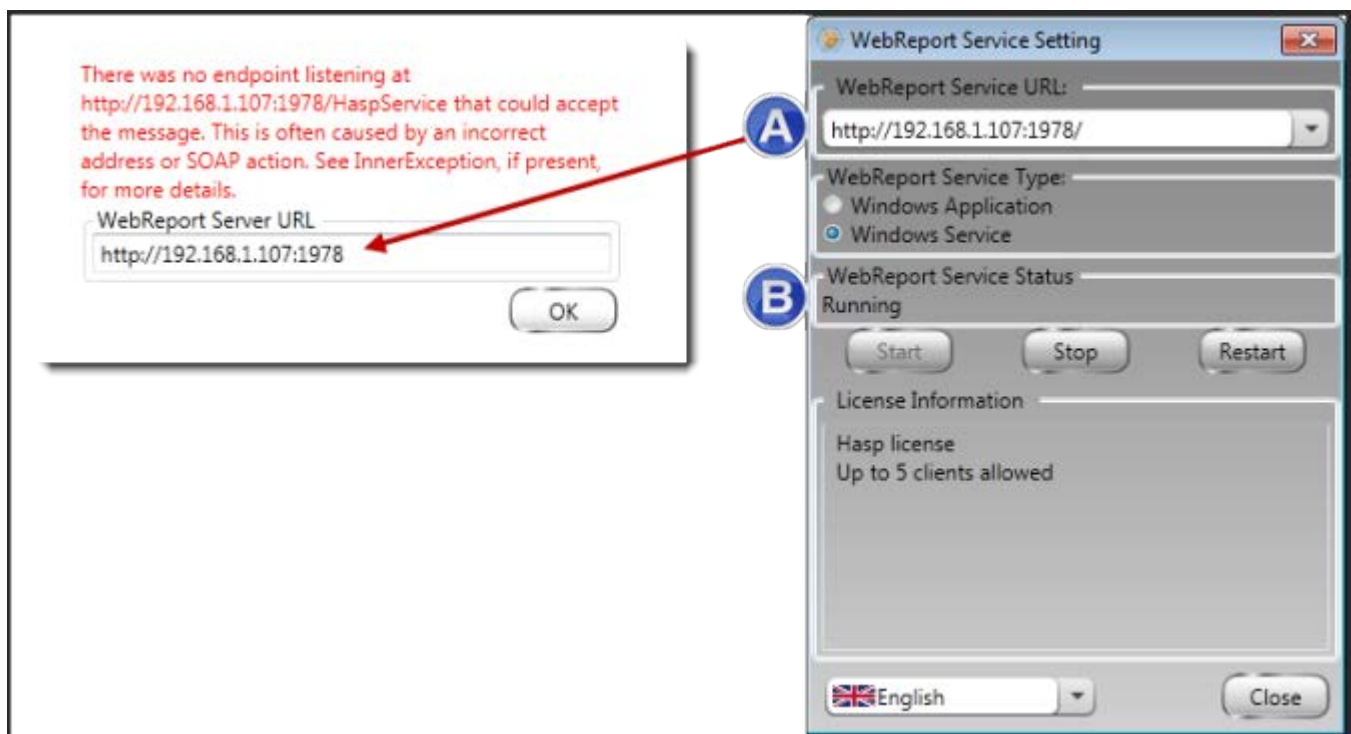 There was no endpoint listening at
http://192.168.1.107:1978/HaspService that could accept
the message. This is often caused by an incorrect
address or SOAP action. See InnerException, if present,
for more details.
WebReport Server URL
http://192.168.1.107:1978
OK
A
B
WebReport Service Setting
WebReport Service URL:
http://192.168.1.107:1978/
WebReport Service Type:
Windows Application
Windows Service
WebReport Service Status
Running
Start Stop Restart
License Information
Hasp license
Up to 5 clients allowed
English
Close